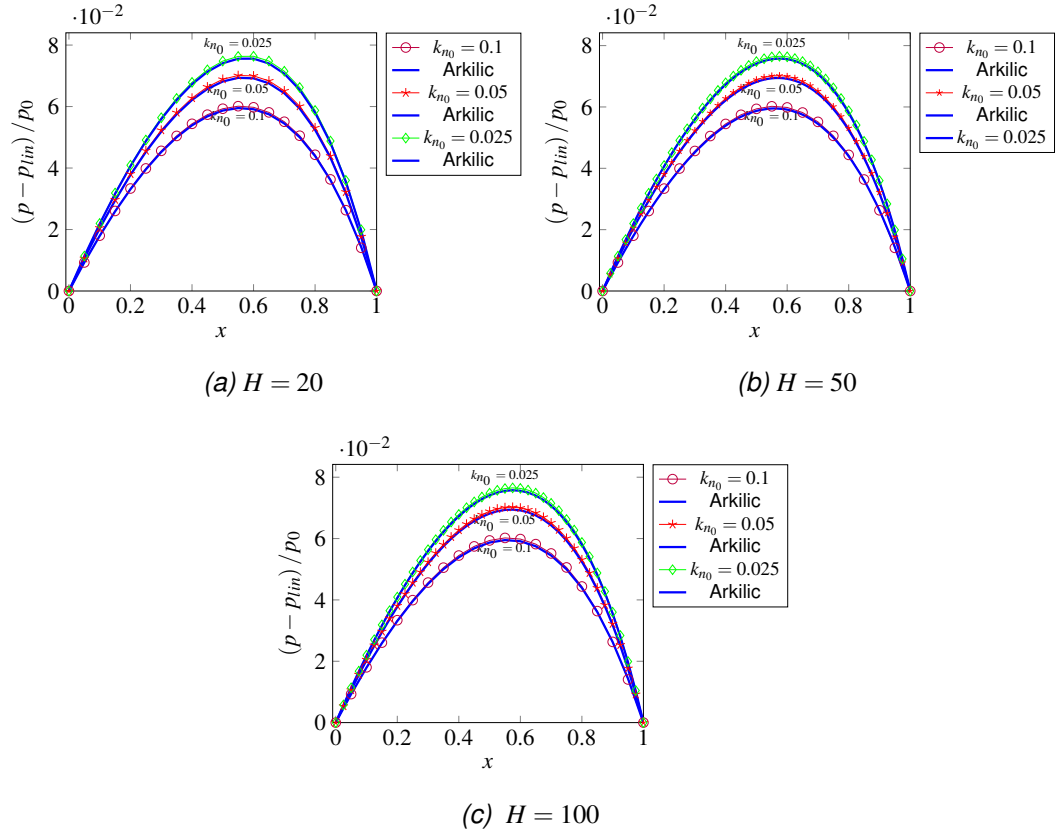 ·10⁻²
8
6
4
2
0
(p − p_lin)/p₀
0 0.2 0.4 0.6 0.8 1
x
k_n₀ = 0.025
k_n₀ = 0.05
k_n₀ = 0.1
k_n₀ = 0.1
Arkilic
k_n₀ = 0.05
Arkilic
k_n₀ = 0.025
Arkilic
(a) H = 20
·10⁻²
8
6
4
2
0
(p − p_lin)/p₀
0 0.2 0.4 0.6 0.8 1
x
k_n₀ = 0.025
k_n₀ = 0.05
k_n₀ = 0.1
k_n₀ = 0.1
Arkilic
k_n₀ = 0.05
Arkilic
k_n₀ = 0.025
(b) H = 50
·10⁻²
8
6
4
2
0
(p − p_lin)/p₀
0 0.2 0.4 0.6 0.8 1
x
k_n₀ = 0.025
k_n₀ = 0.05
k_n₀ = 0.1
k_n₀ = 0.1
Arkilic
k_n₀ = 0.05
Arkilic
k_n₀ = 0.025
Arkilic
(c) H = 100